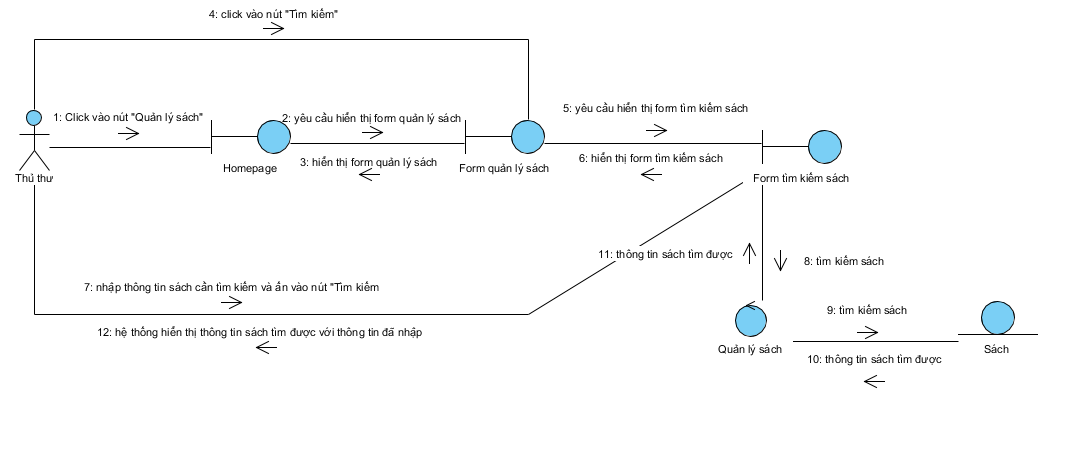 4: click vào nút "Tìm kiếm"
1: Click vào nút "Quản lý sách"
2: yêu cầu hiển thị form quản lý sách
5: yêu cầu hiển thị form tìm kiếm sách
3: hiển thị form quản lý sách
6: hiển thị form tìm kiếm sách
Thủ thư
Homepage
Form quản lý sách
Form tìm kiếm sách
11: thông tin sách tìm được
8: tìm kiếm sách
7: nhập thông tin sách cần tìm kiếm và ấn vào nút "Tìm kiếm
12: hệ thống hiển thị thông tin sách tìm được với thông tin đã nhập
9: tìm kiếm sách
Quản lý sách
Sách
10: thông tin sách tìm được